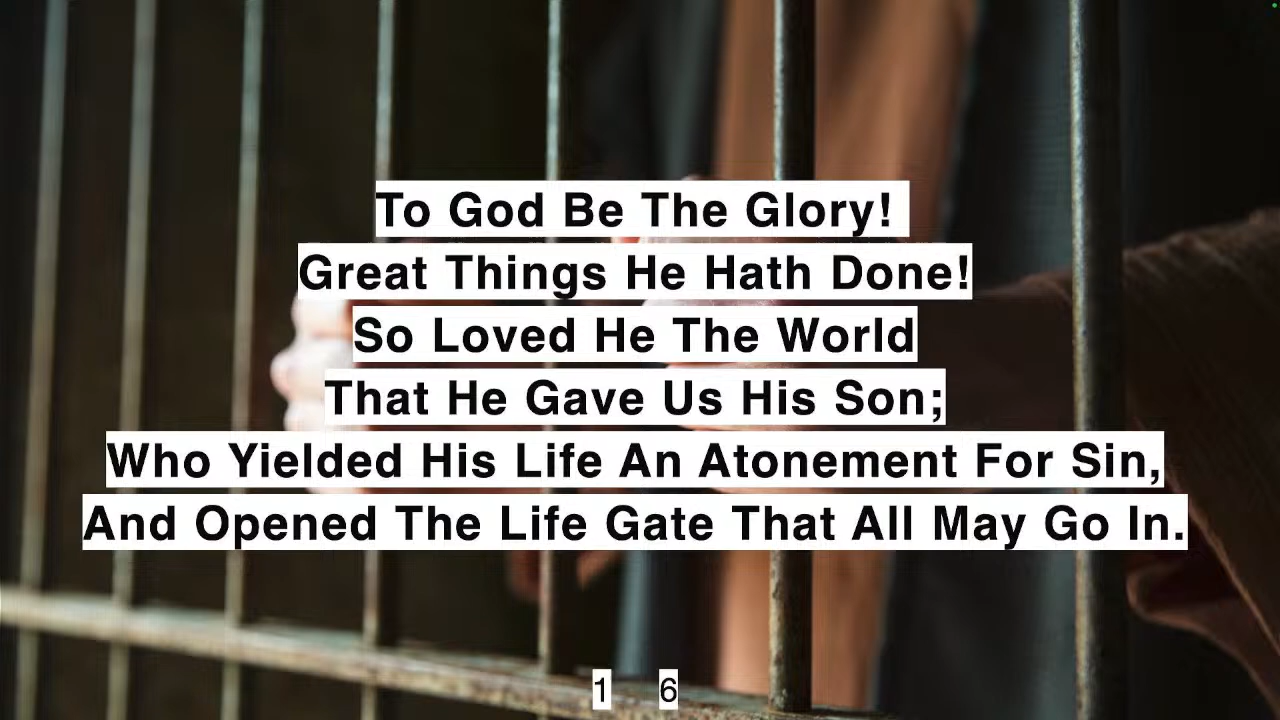 To God Be The Glory!
Great Things He Hath Done!
So Loved He The World
That He Gave Us His Son;
Who Yielded His Life An Atonement For Sin,
And Opened The Life Gate That All May Go In.
1 6